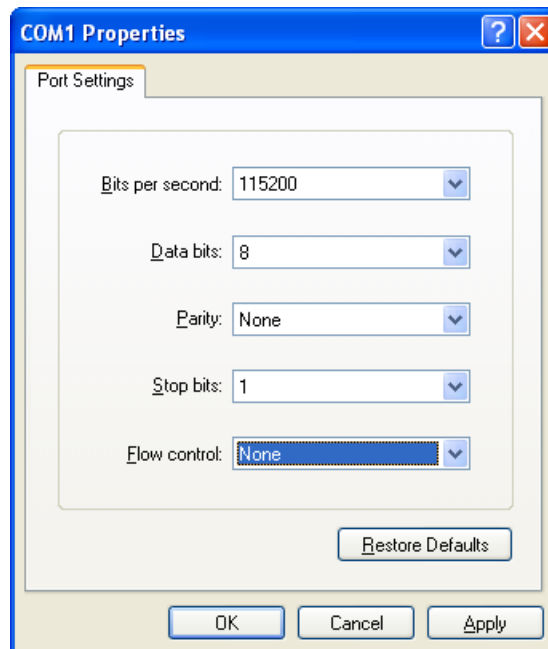 COM1 Properties
Port Settings
Bits per second: 115200
Data bits: 8
Parity: None
Stop bits: 1
Flow control: None
Restore Defaults
OK Cancel Apply